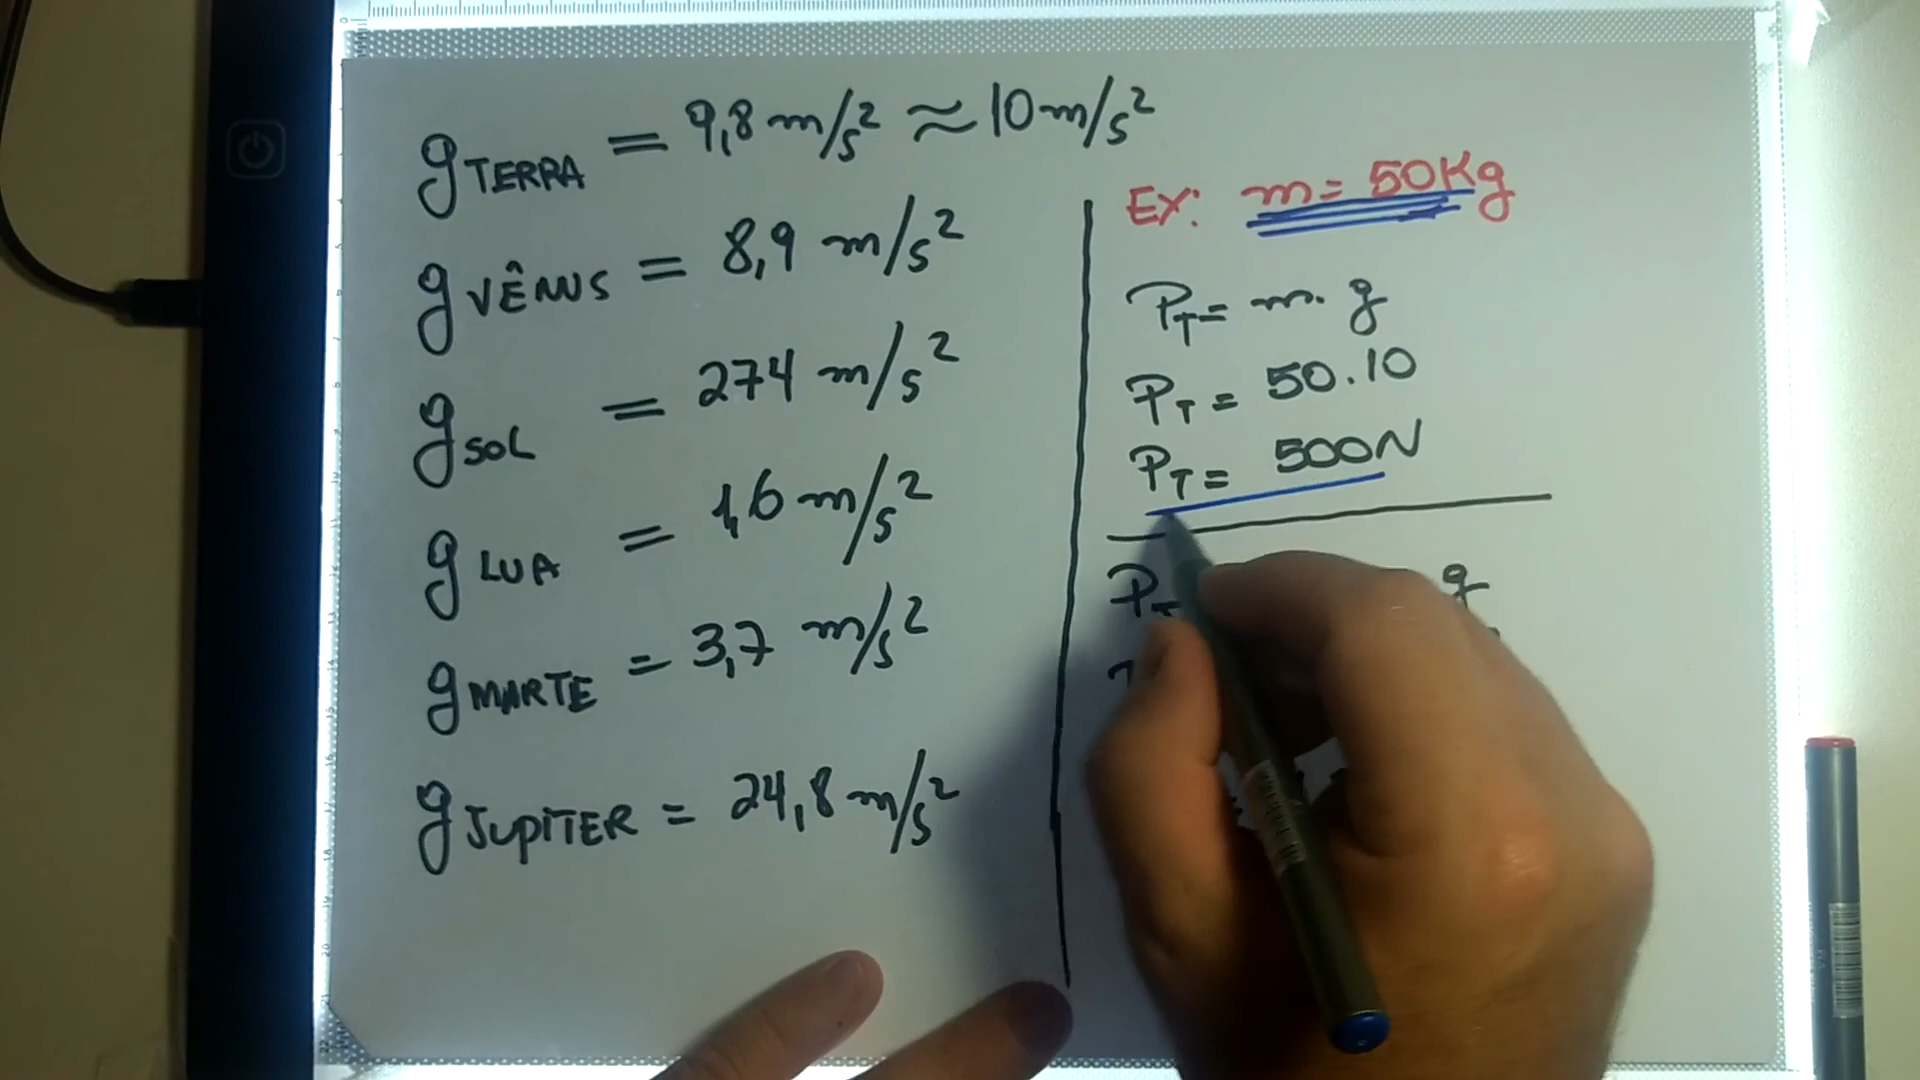 g TERRA = 9,8 m/s² ≈ 10 m/s²
g VÊNUS = 8,9 m/s²
g SOL = 274 m/s²
g LUA = 1,6 m/s²
g MARTE = 3,7 m/s²
g JUPITER = 24,8 m/s²
EX: m = 50Kg
P_T = m. g
P_T = 50.10
P_T = 500N
P g